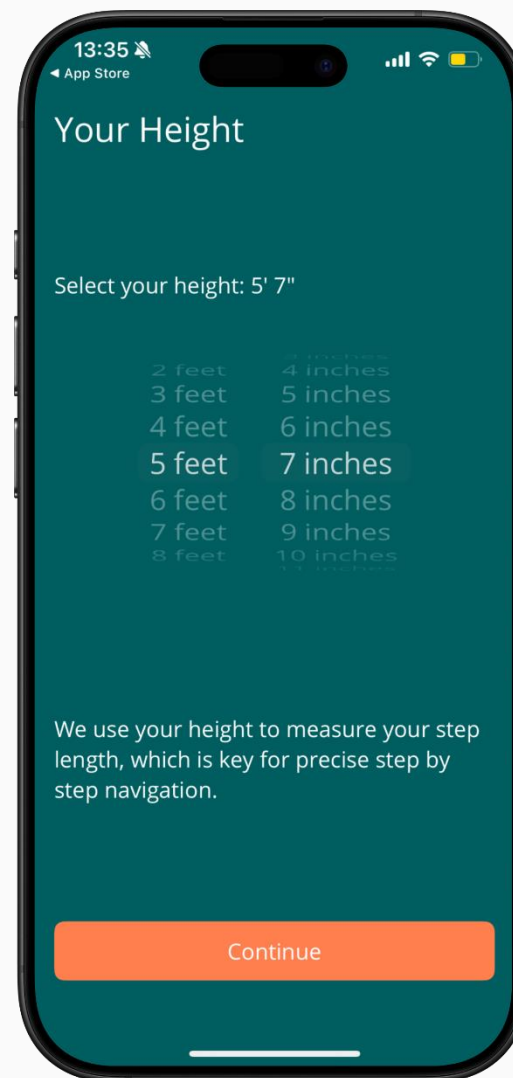 13:35
◀ App Store
Your Height
Select your height: 5' 7"
2 feet 4 inches
3 feet 5 inches
4 feet 6 inches
5 feet 7 inches
6 feet 8 inches
7 feet 9 inches
8 feet 10 inches
11 inches
We use your height to measure your step
length, which is key for precise step by
step navigation.
Continue